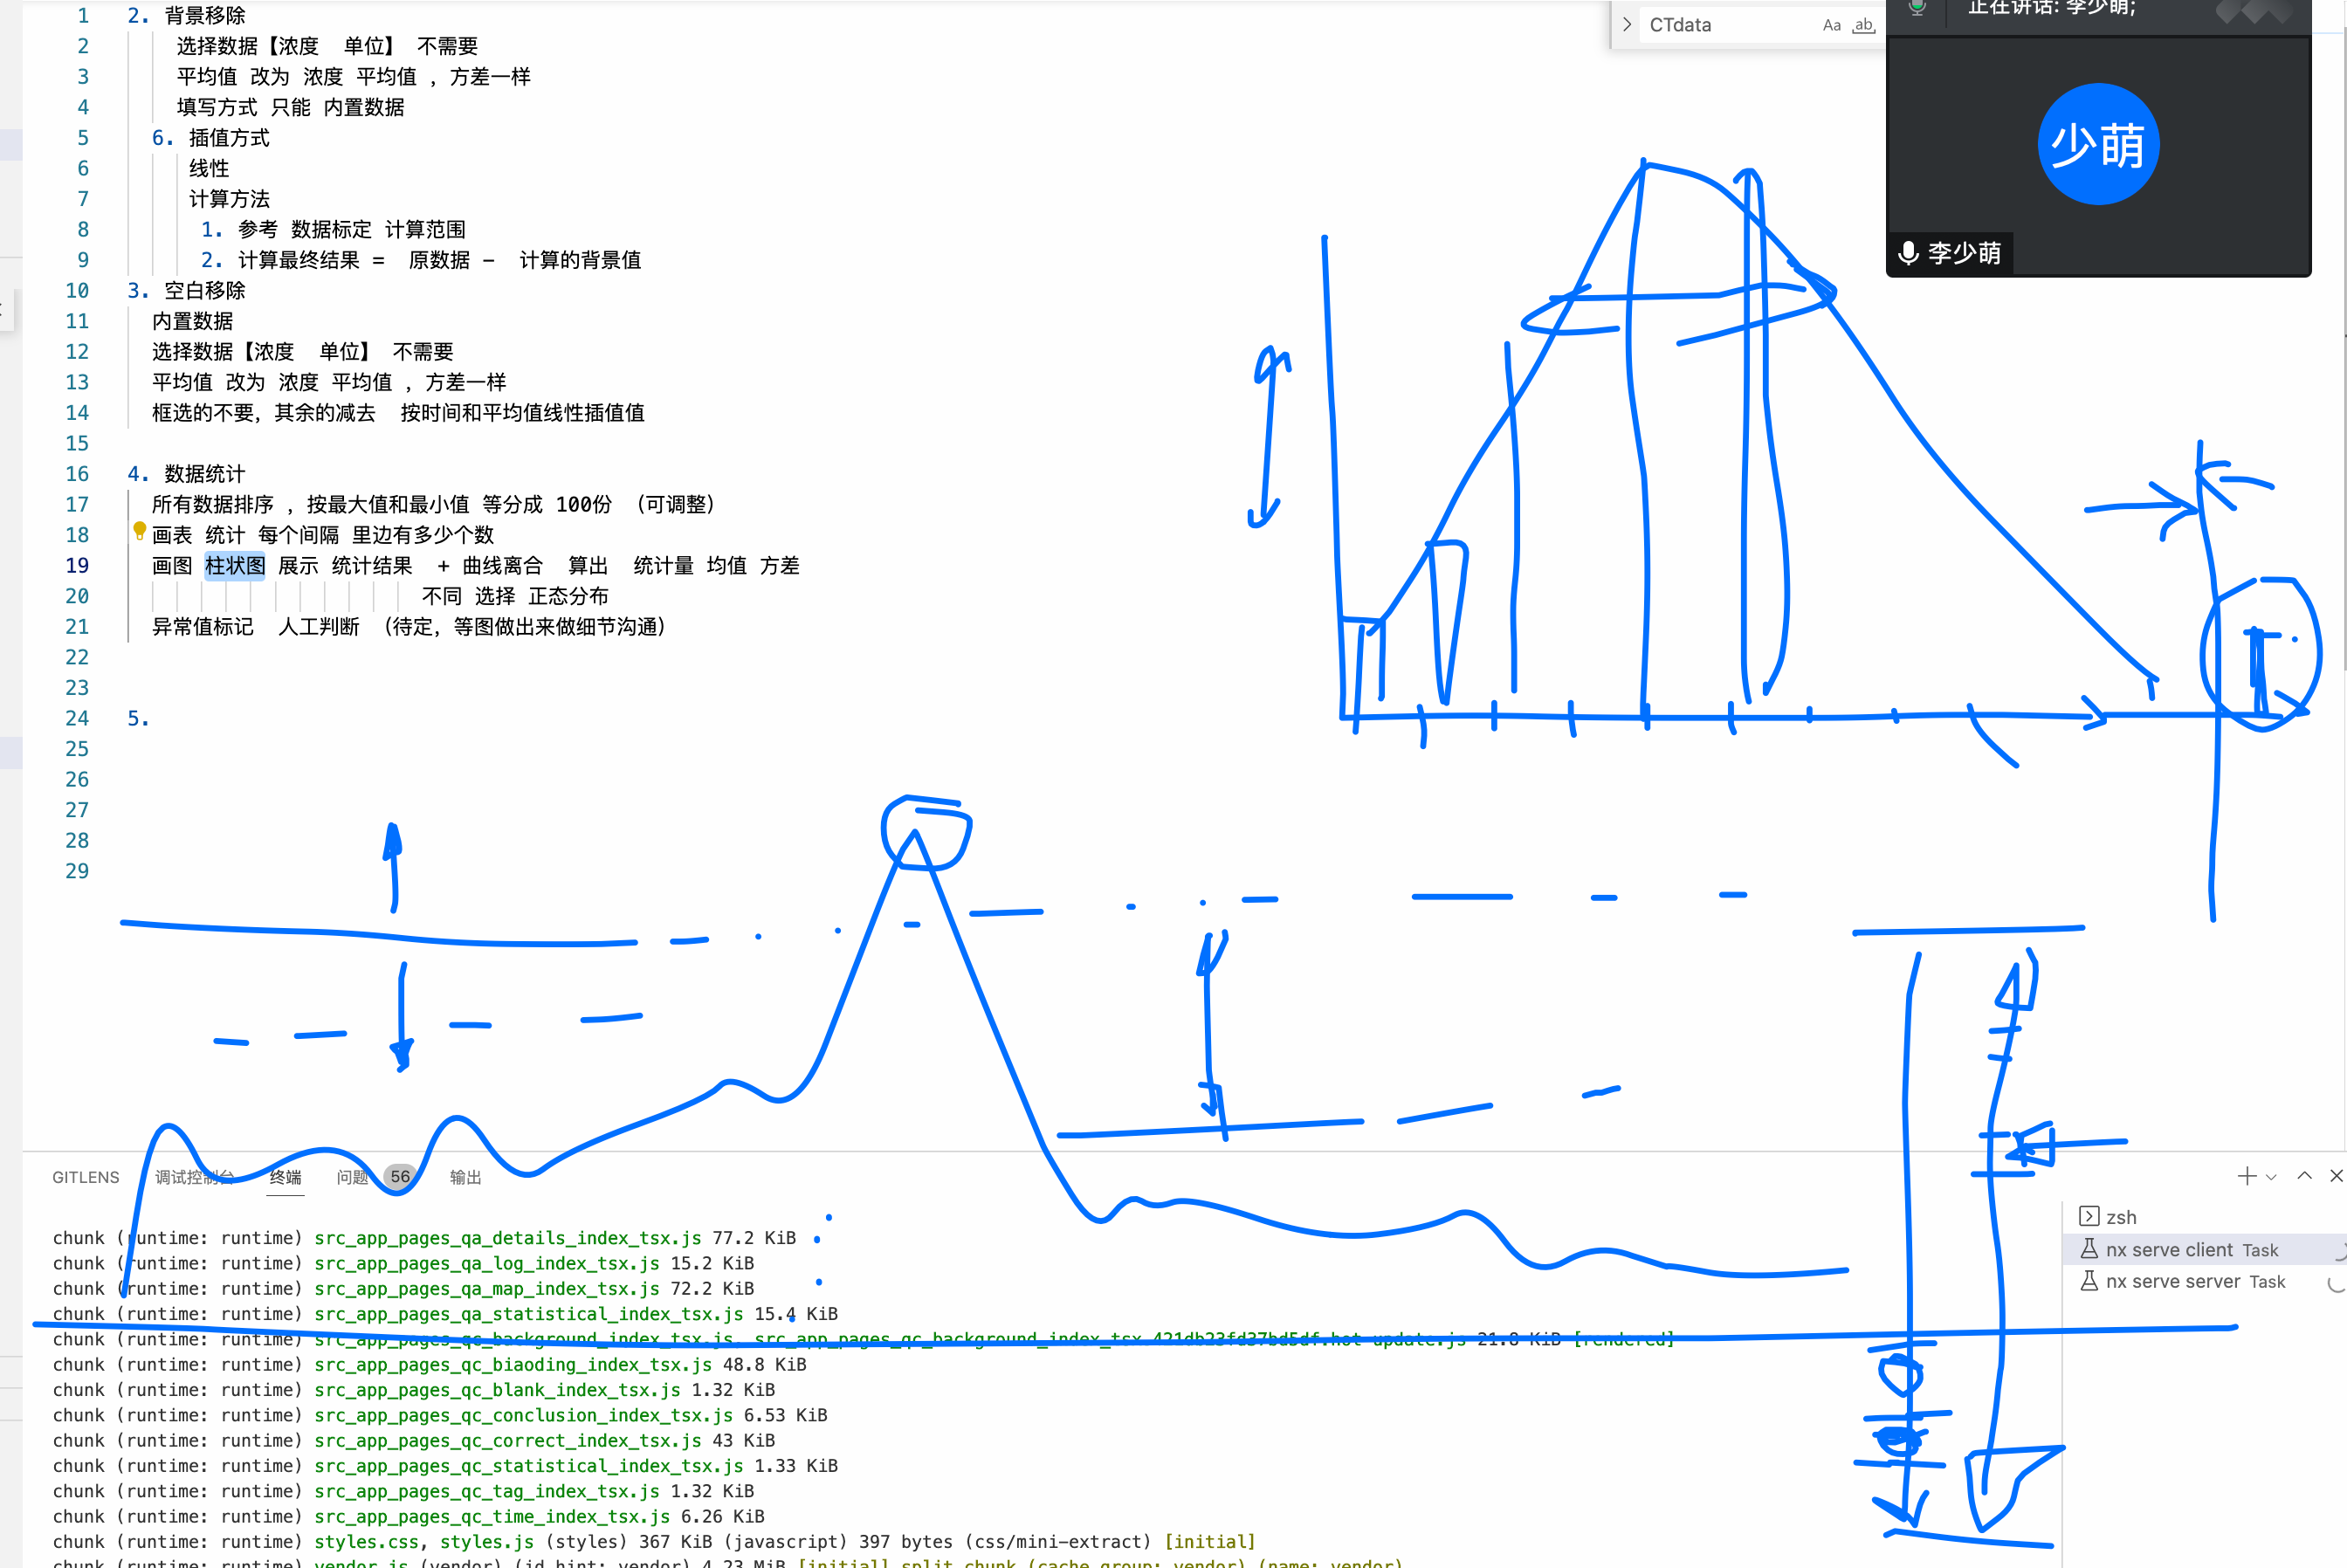 1 2. 背景移除
2 选择数据【浓度 单位】 不需要
3 平均值 改为 浓度 平均值 , 方差一样
4 填写方式 只能 内置数据
5 6. 插值方式
6 线性
7 计算方法
8 1. 参考 数据标定 计算范围
9 2. 计算最终结果 = 原数据 - 计算的背景值
10 3. 空白移除
11 内置数据
12 选择数据【浓度 单位】 不需要
13 平均值 改为 浓度 平均值 , 方差一样
14 框选的不要, 其余的减去 按时间和平均值线性插值值
15
16 4. 数据统计
17 所有数据排序 , 按最大值和最小值 等分成 100份 （可调整）
18 画表 统计 每个间隔 里边有多少个数
19 画图 柱状图 展示 统计结果 + 曲线离合 算出 统计量 均值 方差
20 不同 选择 正态分布
21 异常值标记 人工判断 （待定, 等图做出来做细节沟通）
22
23
24 5.
25
26
27
28
29
CTdata Aa ab
正在讲话: 李少萌;
少萌
李少萌
GITLENS 调试控制台 终端 问题 56 输出
chunk (runtime: runtime) src_app_pages_qa_details_index_tsx.js 77.2 KiB
chunk (runtime: runtime) src_app_pages_qa_log_index_tsx.js 15.2 KiB
chunk (runtime: runtime) src_app_pages_qa_map_index_tsx.js 72.2 KiB
chunk (runtime: runtime) src_app_pages_qa_statistical_index_tsx.js 15.4 KiB
chunk (runtime: runtime) src_app_pages_qc_background_index_tsx.js, src_app_pages_qc_background_index_tsx.421db23fd37bd5df.hot-update.js 21.8 KiB [rendered]
chunk (runtime: runtime) src_app_pages_qc_biaoding_index_tsx.js 48.8 KiB
chunk (runtime: runtime) src_app_pages_qc_blank_index_tsx.js 1.32 KiB
chunk (runtime: runtime) src_app_pages_qc_conclusion_index_tsx.js 6.53 KiB
chunk (runtime: runtime) src_app_pages_qc_correct_index_tsx.js 43 KiB
chunk (runtime: runtime) src_app_pages_qc_statistical_index_tsx.js 1.33 KiB
chunk (runtime: runtime) src_app_pages_qc_tag_index_tsx.js 1.32 KiB
chunk (runtime: runtime) src_app_pages_qc_time_index_tsx.js 6.26 KiB
chunk (runtime: runtime) styles.css, styles.js (styles) 367 KiB (javascript) 397 bytes (css/mini-extract) [initial]
chunk (runtime: runtime) vendor.js (vendor) (id hint: vendor) 4.23 MiB [initial] split chunk (cache group: vendor) (name: vendor)
zsh
nx serve client Task
nx serve server Task